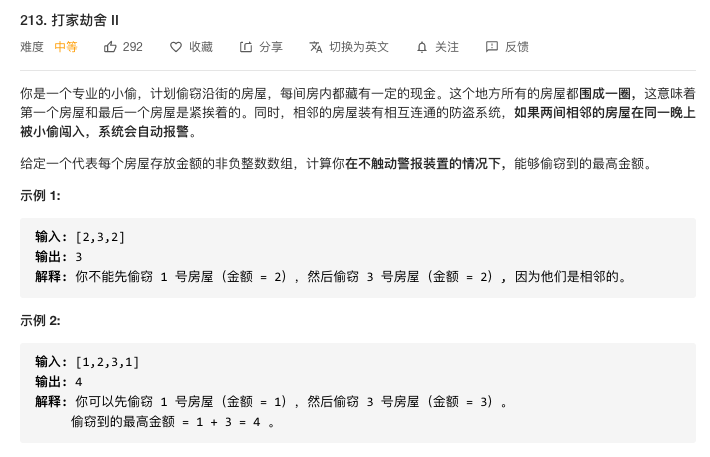 213. 打家劫舍 II
难度 中等 292 收藏 分享 切换为英文 关注 反馈
你是一个专业的小偷，计划偷窃沿街的房屋，每间房内都藏有一定的现金。这个地方所有的房屋都围成一圈，这意味着
第一个房屋和最后一个房屋是紧挨着的。同时，相邻的房屋装有相互连通的防盗系统，如果两间相邻的房屋在同一晚上
被小偷闯入，系统会自动报警。
给定一个代表每个房屋存放金额的非负整数数组，计算你在不触动警报装置的情况下，能够偷窃到的最高金额。
示例 1:
输入: [2,3,2]
输出: 3
解释: 你不能先偷窃 1 号房屋（金额 = 2），然后偷窃 3 号房屋（金额 = 2）, 因为他们是相邻的。
示例 2:
输入: [1,2,3,1]
输出: 4
解释: 你可以先偷窃 1 号房屋（金额 = 1），然后偷窃 3 号房屋（金额 = 3）。
偷窃到的最高金额 = 1 + 3 = 4 。